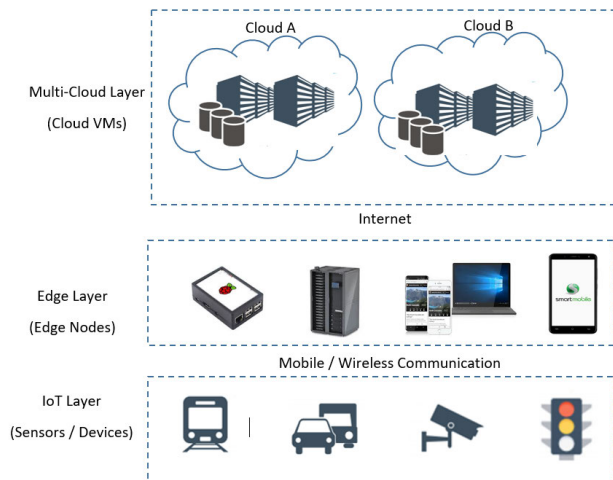 Cloud A
Cloud B
Multi-Cloud Layer
(Cloud VMs)
Internet
Edge Layer
(Edge Nodes)
smartmobile
Mobile / Wireless Communication
IoT Layer
(Sensors / Devices)